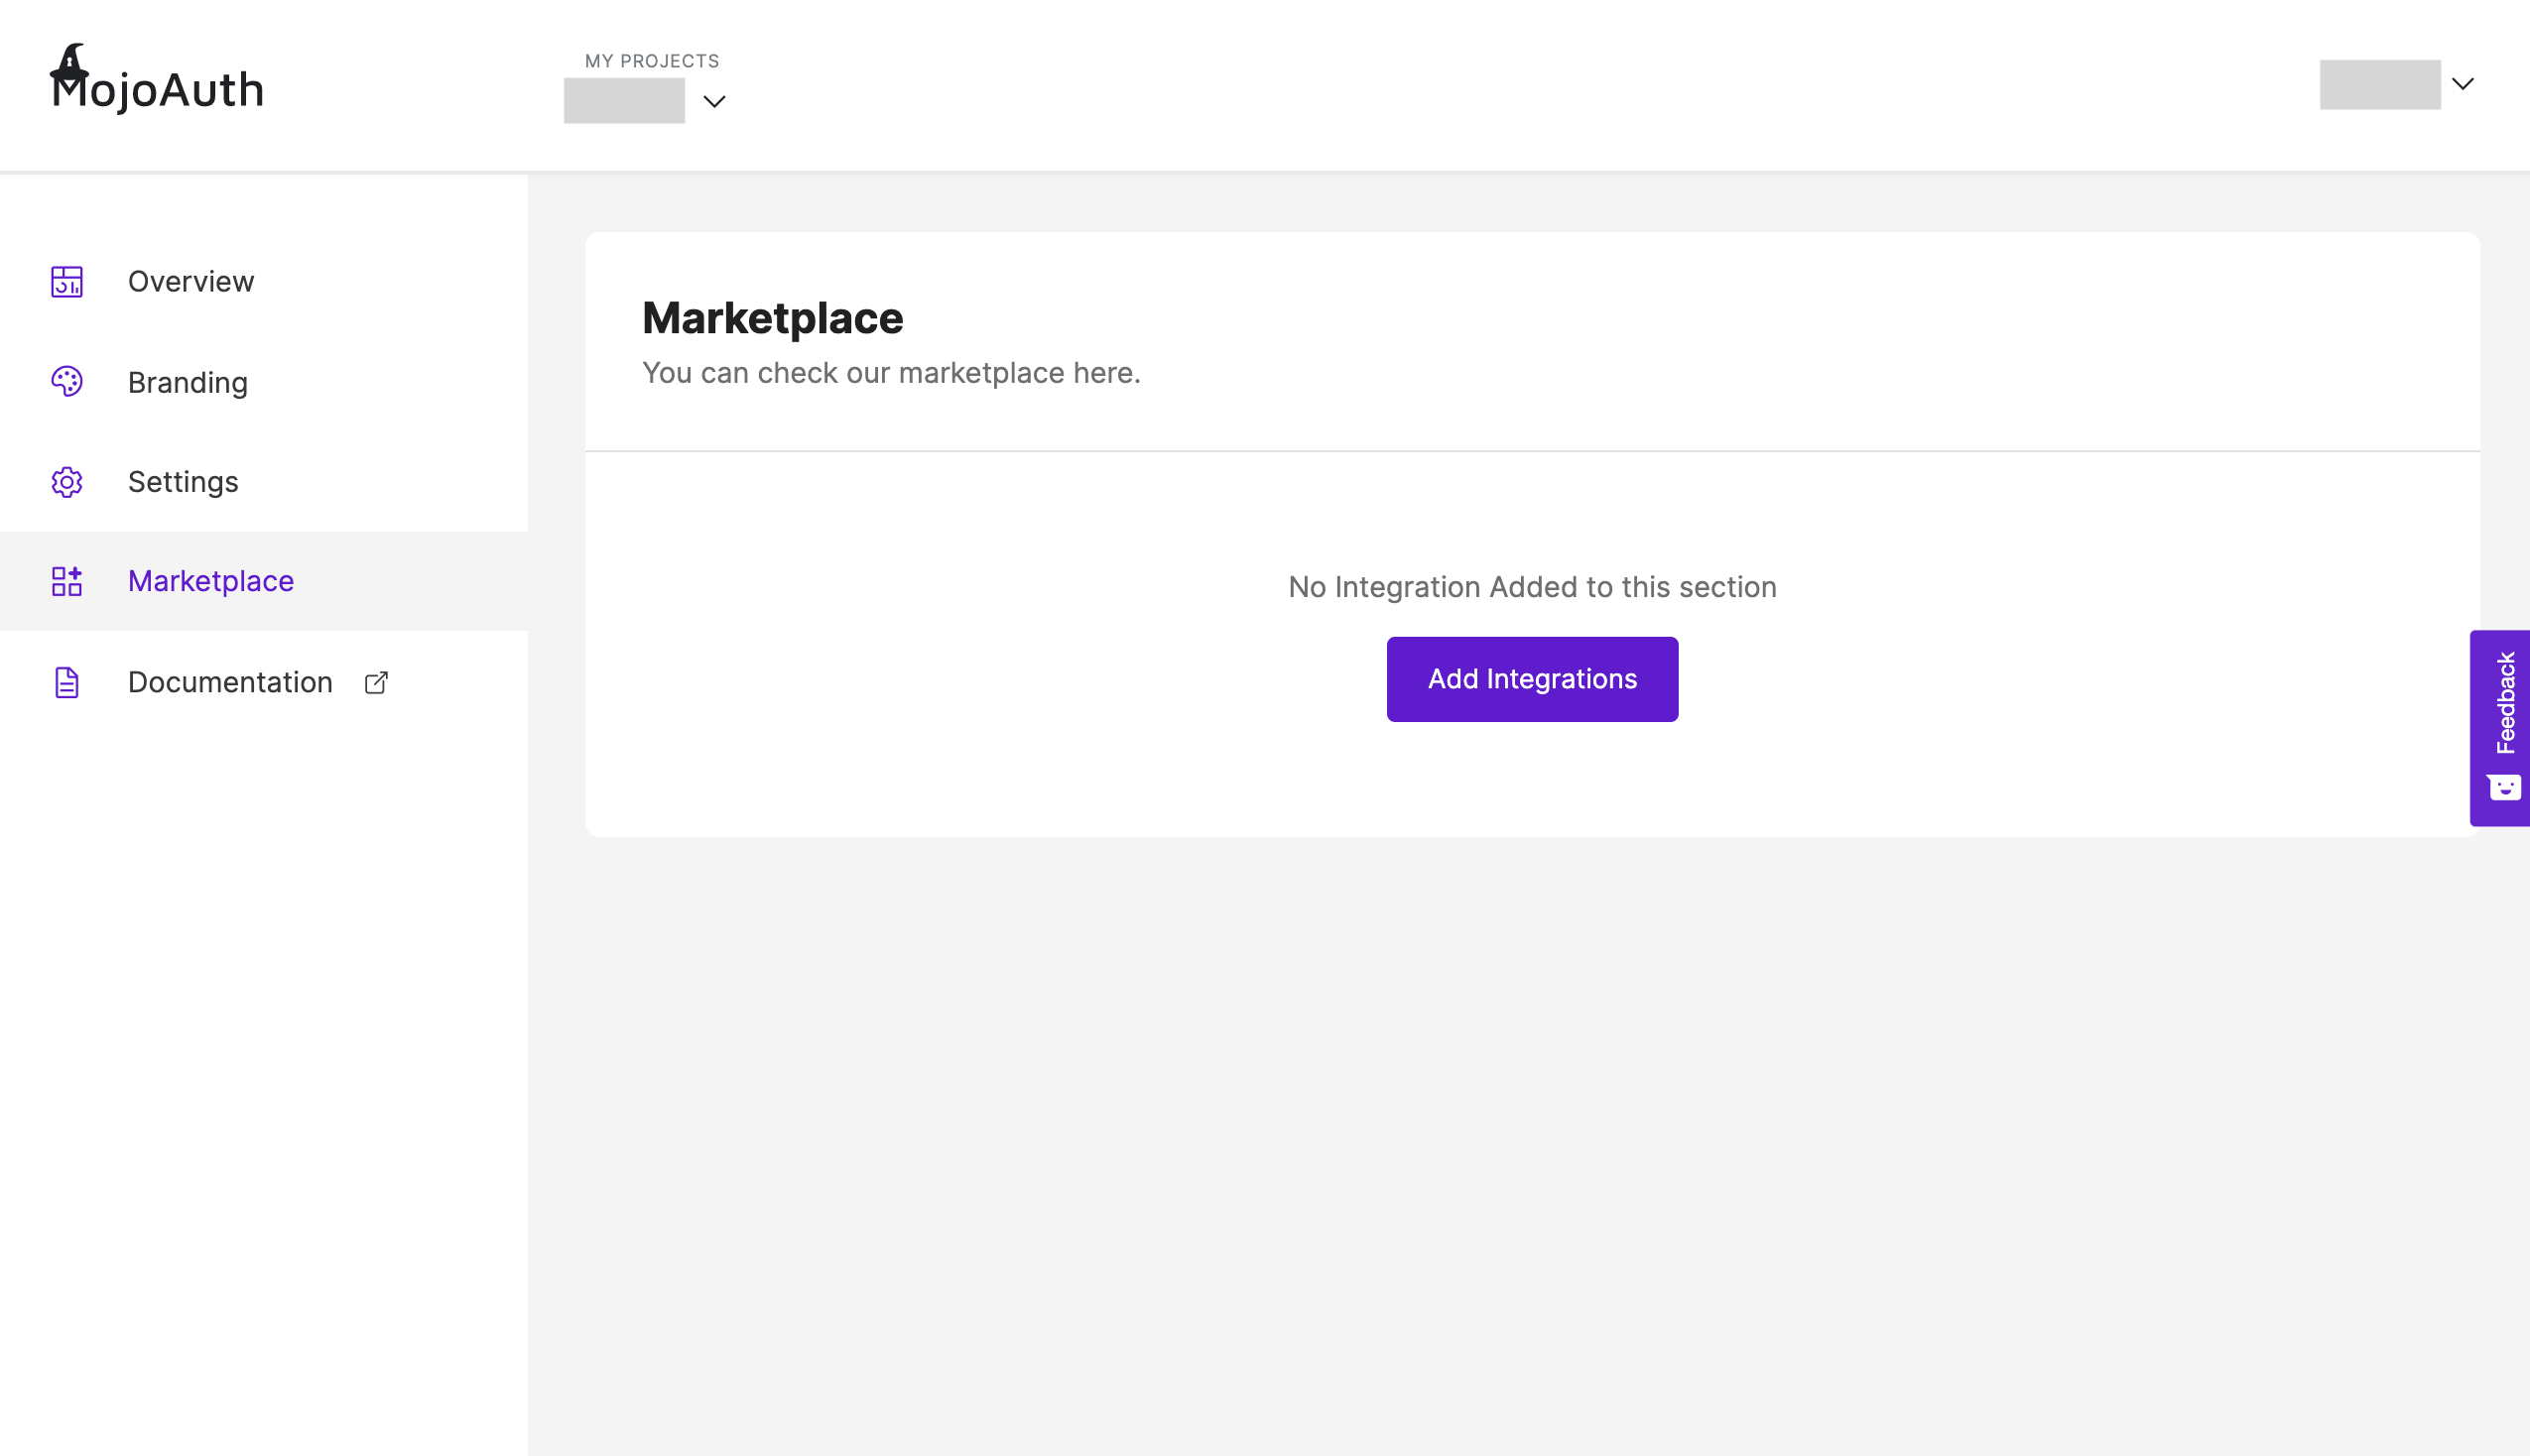 MojoAuth
MY PROJECTS
Overview
Branding
Settings
Marketplace
Documentation
Marketplace
You can check our marketplace here.
No Integration Added to this section
Add Integrations
Feedback